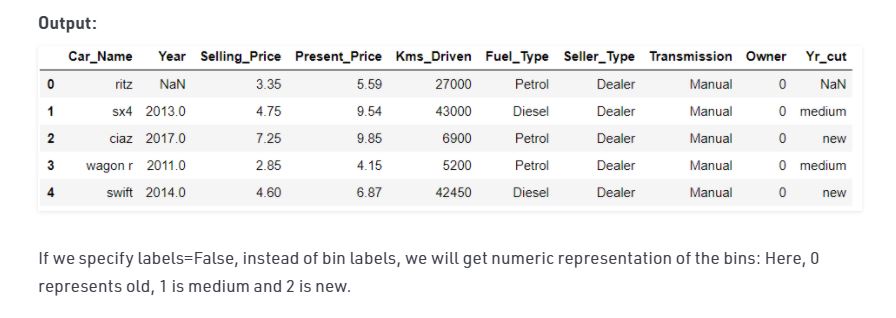 Output:
Car_Name Year Selling_Price Present_Price Kms_Driven Fuel_Type Seller_Type Transmission Owner Yr_cut
0 ritz NaN 3.35 5.59 27000 Petrol Dealer Manual 0 NaN
1 sx4 2013.0 4.75 9.54 43000 Diesel Dealer Manual 0 medium
2 ciaz 2017.0 7.25 9.85 6900 Petrol Dealer Manual 0 new
3 wagon r 2011.0 2.85 4.15 5200 Petrol Dealer Manual 0 medium
4 swift 2014.0 4.60 6.87 42450 Diesel Dealer Manual 0 new
If we specify labels=False, instead of bin labels, we will get numeric representation of the bins: Here, 0
represents old, 1 is medium and 2 is new.